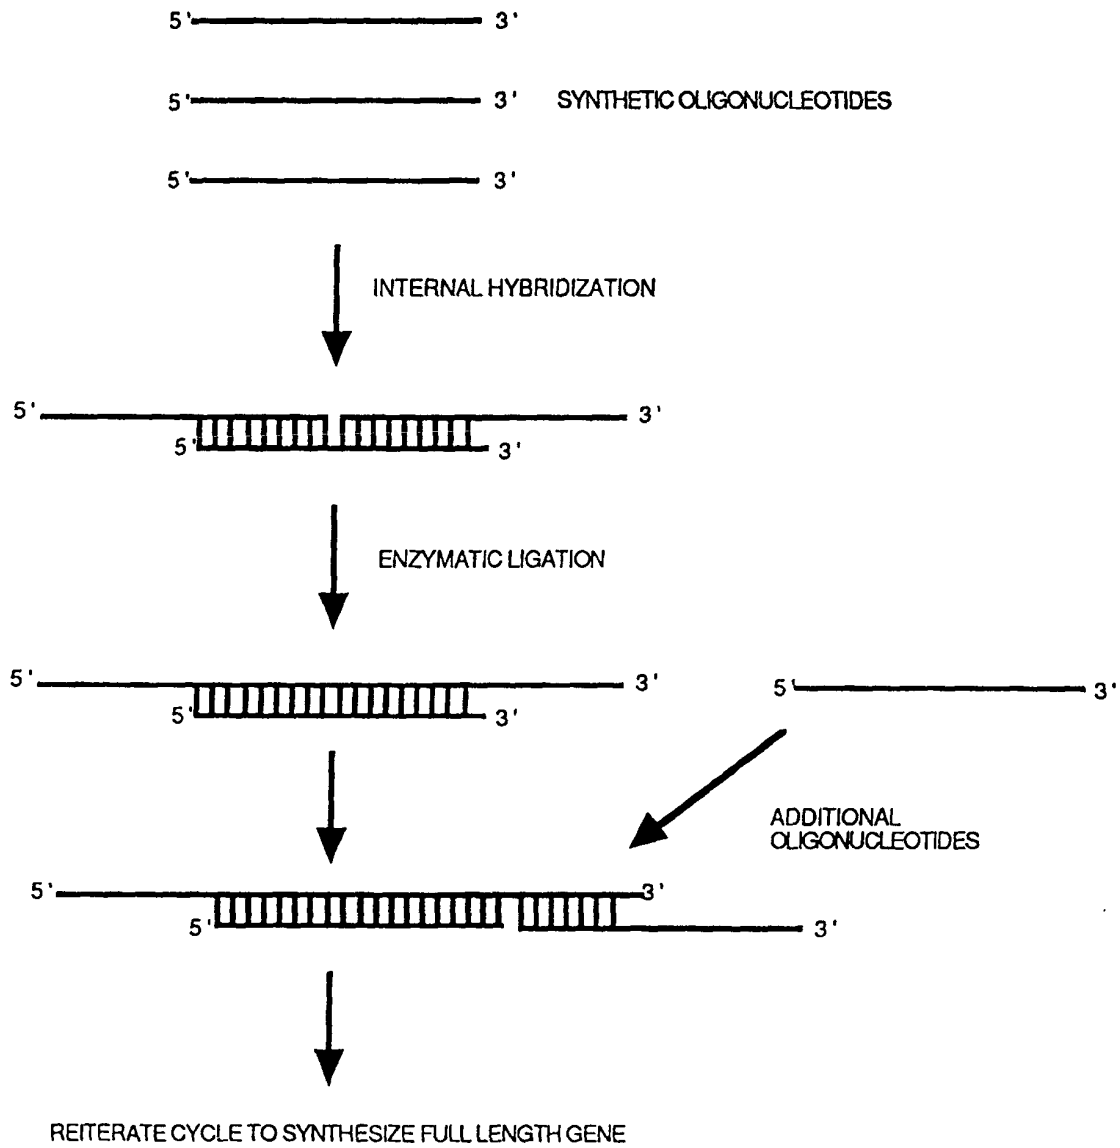 5' 3'
5' 3' SYNTHETIC OLIGONUCLEOTIDES
5' 3'
INTERNAL HYBRIDIZATION
5' 3'
5' 3'
ENZYMATIC LIGATION
5' 3' 5' 3'
5' 3'
ADDITIONAL
OLIGONUCLEOTIDES
5' 3'
5' 3'
REITERATE CYCLE TO SYNTHESIZE FULL LENGTH GENE